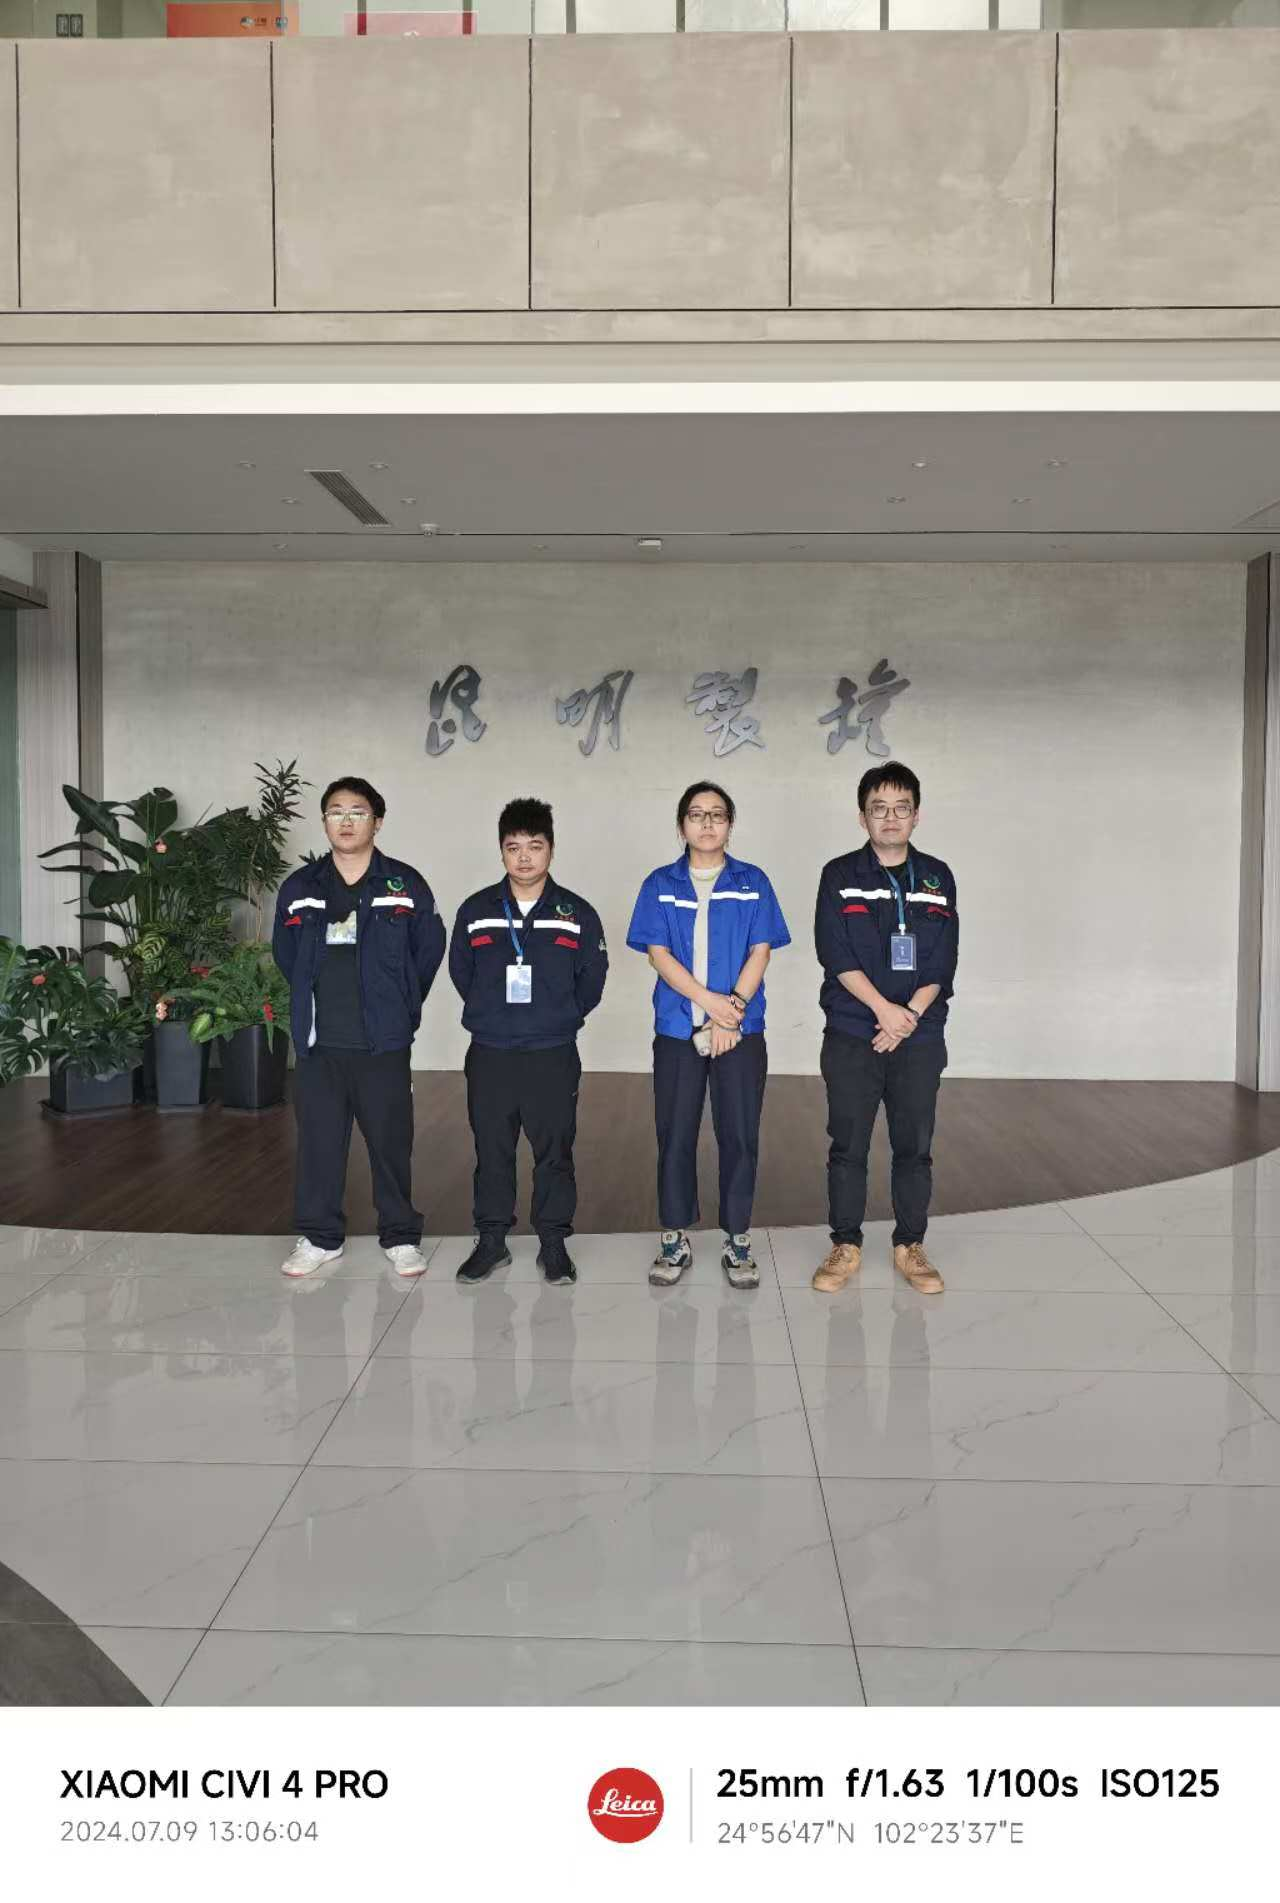 昆明製造
XIAOMI CIVI 4 PRO
2024.07.09 13:06:04
Leica
25mm f/1.63 1/100s ISO125
24°56'47"N 102°23'37"E